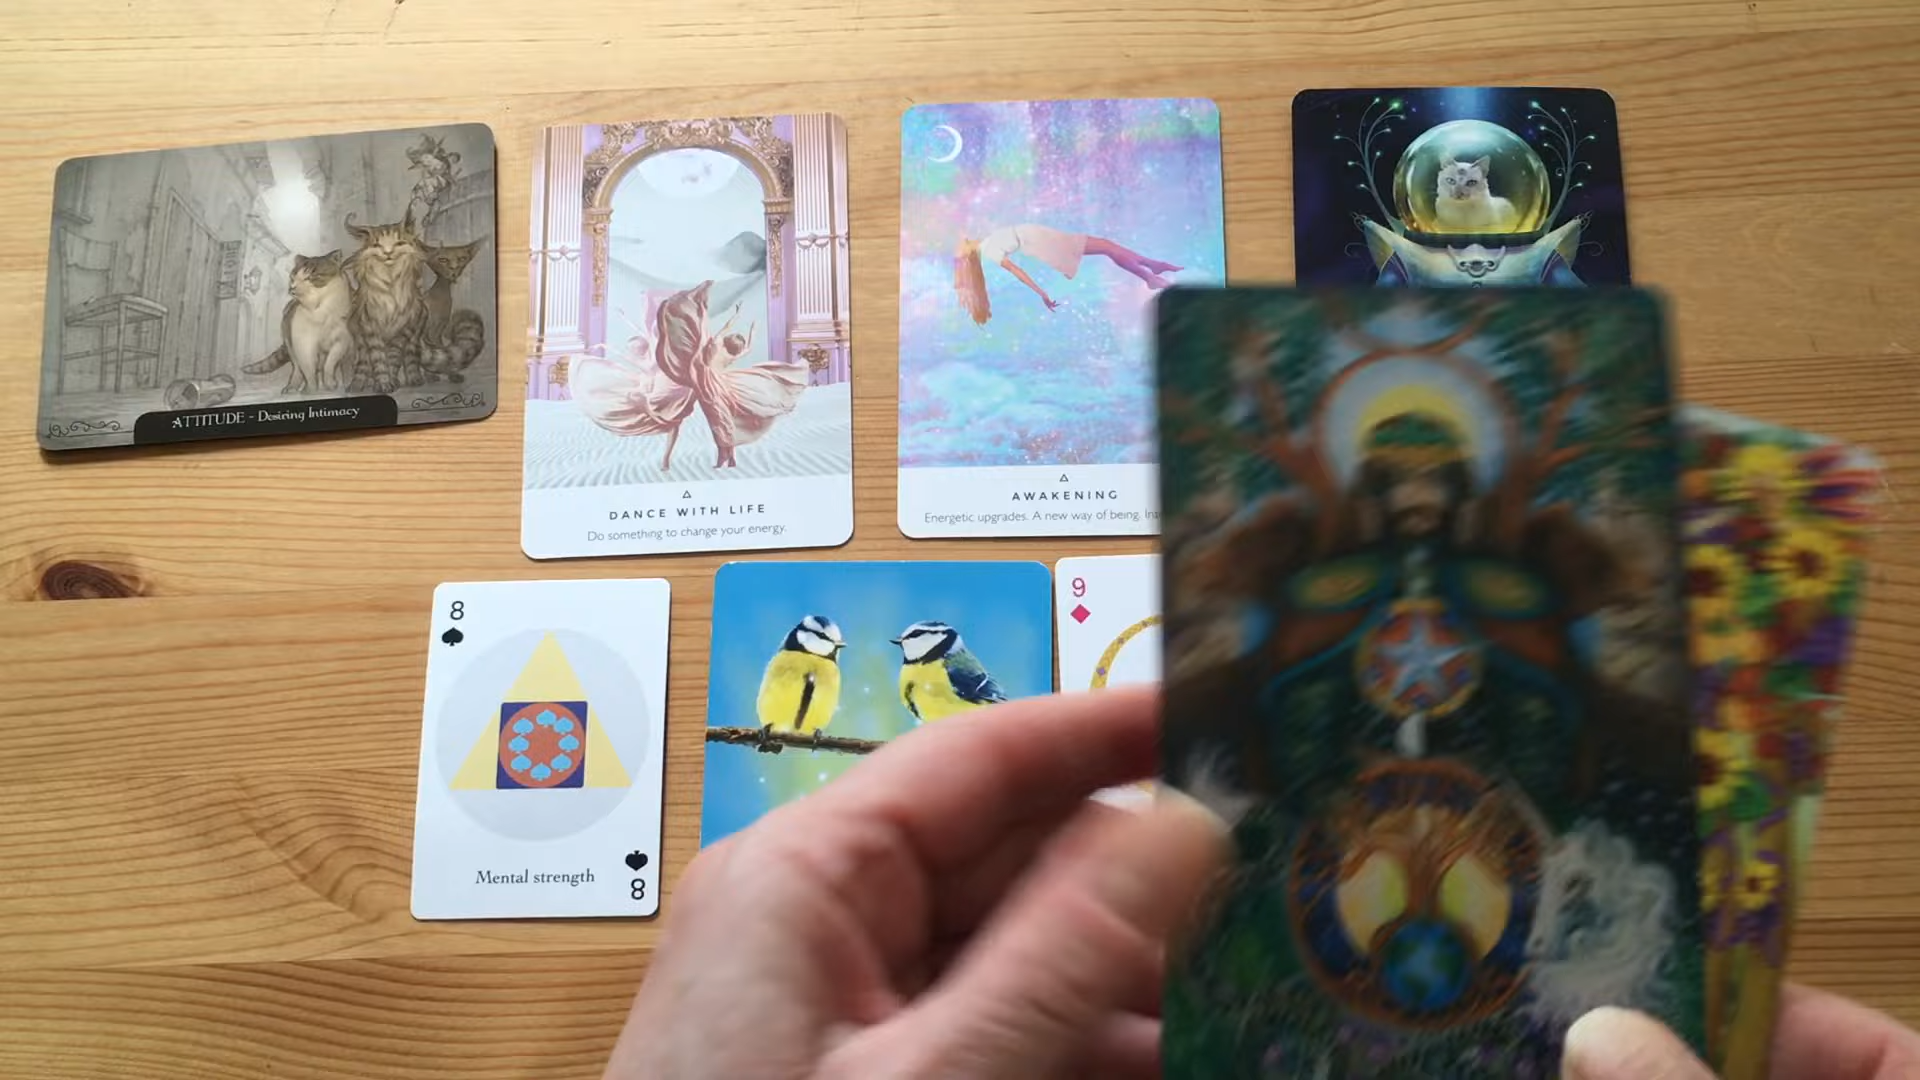 ATTITUDE - Desiring Intimacy
DANCE WITH LIFE
Do something to change your energy.
AWAKENING
Energetic upgrades. A new way of being.
8
Mental strength
8
9